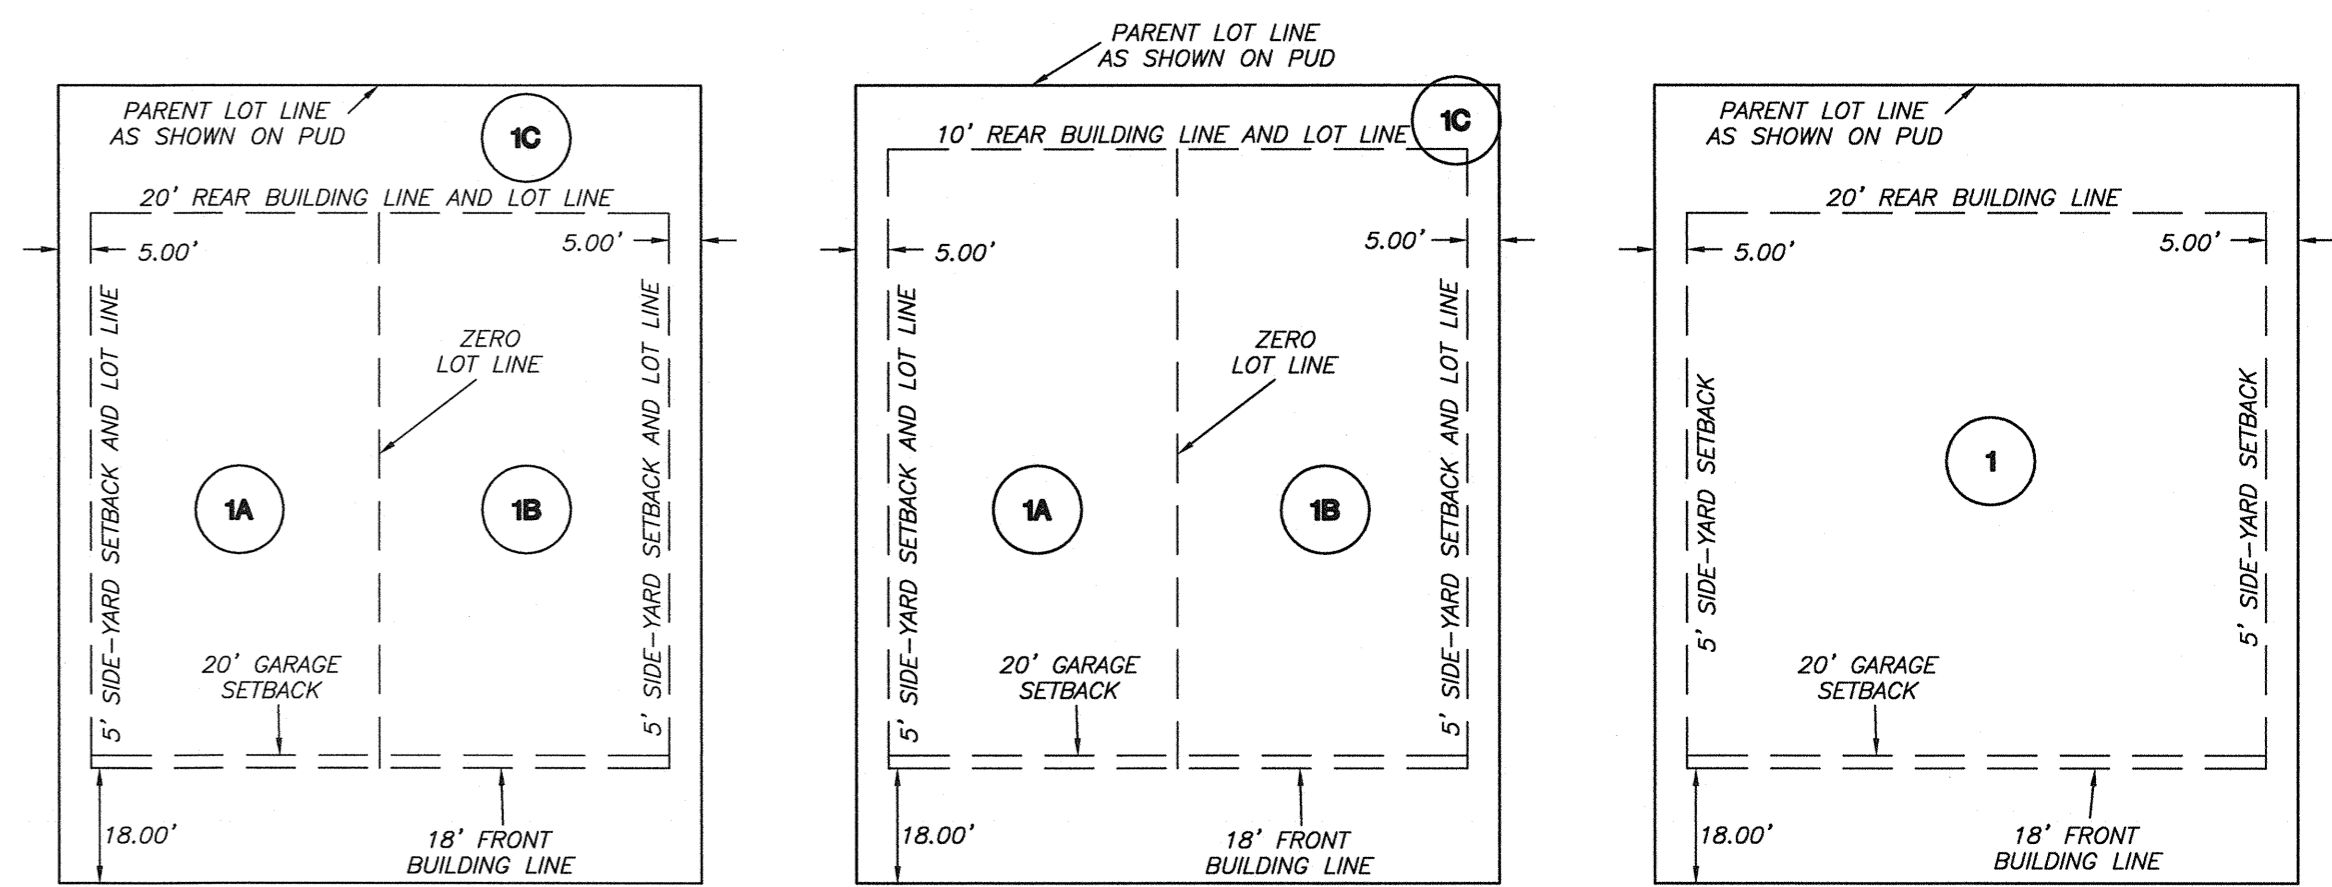 PARENT LOT LINE
AS SHOWN ON PUD
1C
20' REAR BUILDING LINE AND LOT LINE
5.00'
5.00'
5' SIDE-YARD SETBACK AND LOT LINE
5' SIDE-YARD SETBACK AND LOT LINE
ZERO
LOT LINE
1A
1B
20' GARAGE
SETBACK
18.00'
18' FRONT
BUILDING LINE
PARENT LOT LINE
AS SHOWN ON PUD
1C
10' REAR BUILDING LINE AND LOT LINE
5.00'
5.00'
5' SIDE-YARD SETBACK AND LOT LINE
5' SIDE-YARD SETBACK AND LOT LINE
ZERO
LOT LINE
1A
1B
20' GARAGE
SETBACK
18.00'
18' FRONT
BUILDING LINE
PARENT LOT LINE
AS SHOWN ON PUD
20' REAR BUILDING LINE
5.00'
5.00'
5' SIDE-YARD SETBACK
5' SIDE-YARD SETBACK
1
20' GARAGE
SETBACK
18.00'
18' FRONT
BUILDING LINE